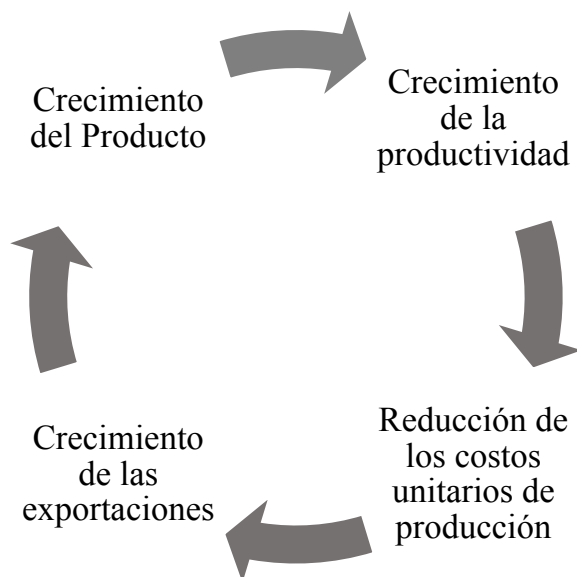 Crecimiento
del Producto
Crecimiento
de la
productividad
Reducción de
los costos
unitarios de
producción
Crecimiento
de las
exportaciones